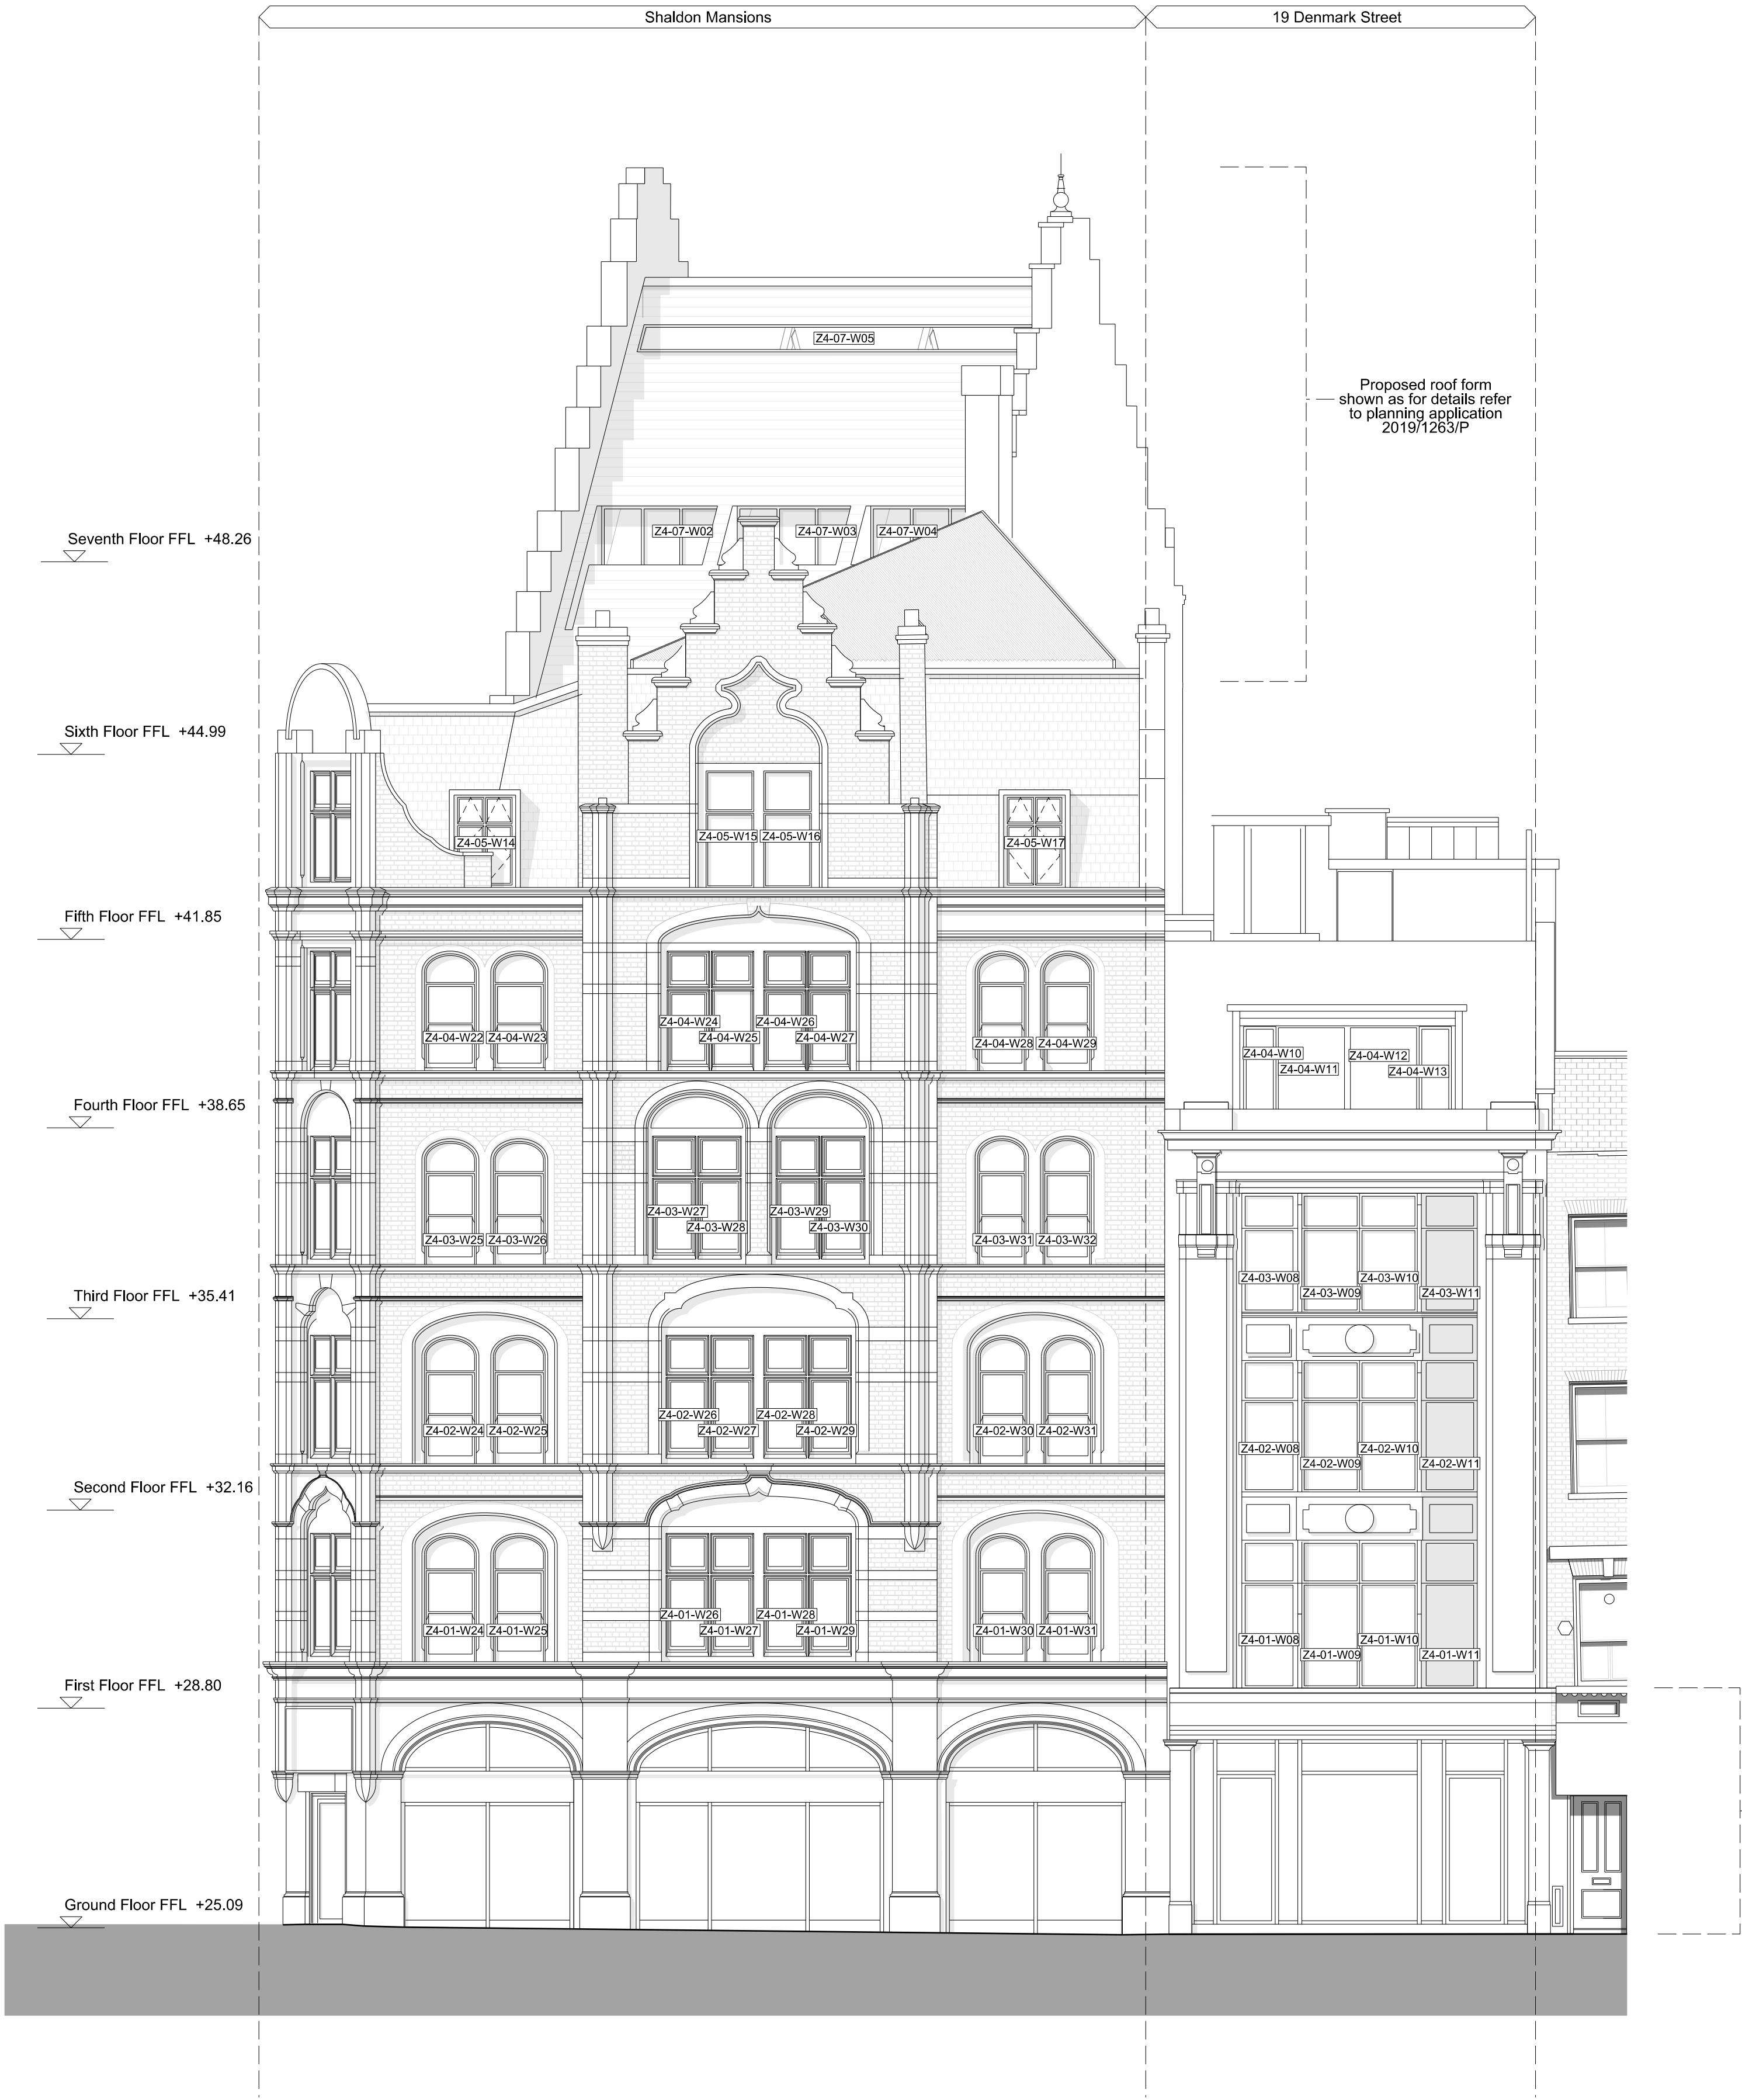 Shaldon Mansions
19 Denmark Street
Z4-07-W05
Proposed roof form
shown as for details refer
to planning application
2019/1263/P
Seventh Floor FFL +48.26
Z4-07-W02
Z4-07-W03
Z4-07-W04
Sixth Floor FFL +44.99
Z4-05-W14
Z4-05-W15
Z4-05-W16
Z4-05-W17
Fifth Floor FFL +41.85
Z4-04-W22
Z4-04-W23
Z4-04-W24
Z4-04-W25
Z4-04-W26
Z4-04-W27
Z4-04-W28
Z4-04-W29
Z4-04-W10
Z4-04-W11
Z4-04-W12
Z4-04-W13
Fourth Floor FFL +38.65
Z4-03-W25
Z4-03-W26
Z4-03-W27
Z4-03-W28
Z4-03-W29
Z4-03-W30
Z4-03-W31
Z4-03-W32
Z4-03-W08
Z4-03-W09
Z4-03-W10
Z4-03-W11
Third Floor FFL +35.41
Z4-02-W24
Z4-02-W25
Z4-02-W26
Z4-02-W27
Z4-02-W28
Z4-02-W29
Z4-02-W30
Z4-02-W31
Z4-02-W08
Z4-02-W09
Z4-02-W10
Z4-02-W11
Second Floor FFL +32.16
Z4-01-W24
Z4-01-W25
Z4-01-W26
Z4-01-W27
Z4-01-W28
Z4-01-W29
Z4-01-W30
Z4-01-W31
Z4-01-W08
Z4-01-W09
Z4-01-W10
Z4-01-W11
First Floor FFL +28.80
Ground Floor FFL +25.09